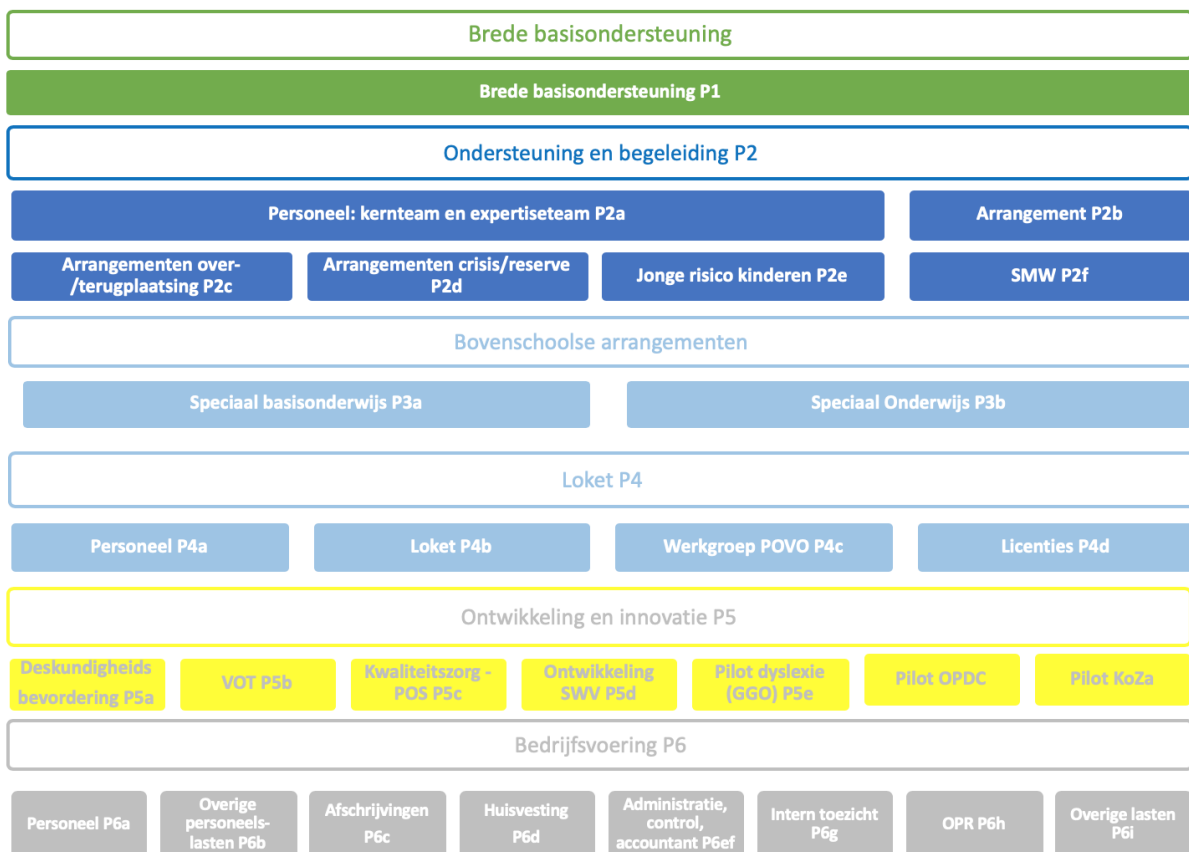 Brede basisondersteuning
Brede basisondersteuning P1
Ondersteuning en begeleiding P2
Personeel: kernteam en expertiseteam P2a
Arrangement P2b
Arrangementen over-
/terugplaatsing P2c
Arrangementen crisis/reserve
P2d
Jonge risico kinderen P2e
SMW P2f
Bovenschoolse arrangementen
Speciaal basisonderwijs P3a
Speciaal Onderwijs P3b
Loket P4
Personeel P4a
Loket P4b
Werkgroep POVO P4c
Licenties P4d
Ontwikkeling en innovatie P5
Deskundigheids
bevordering P5a
VOT P5b
Kwaliteitszorg -
POS P5c
Ontwikkeling
SWV P5d
Pilot dyslexie
(GGO) P5e
Pilot OPDC
Pilot KoZa
Bedrijfsvoering P6
Personeel P6a
Overige
personeels-
lasten P6b
Afschrijvingen
P6c
Huisvesting
P6d
Administratie,
control,
accountant P6ef
Intern toezicht
P6g
OPR P6h
Overige lasten
P6i